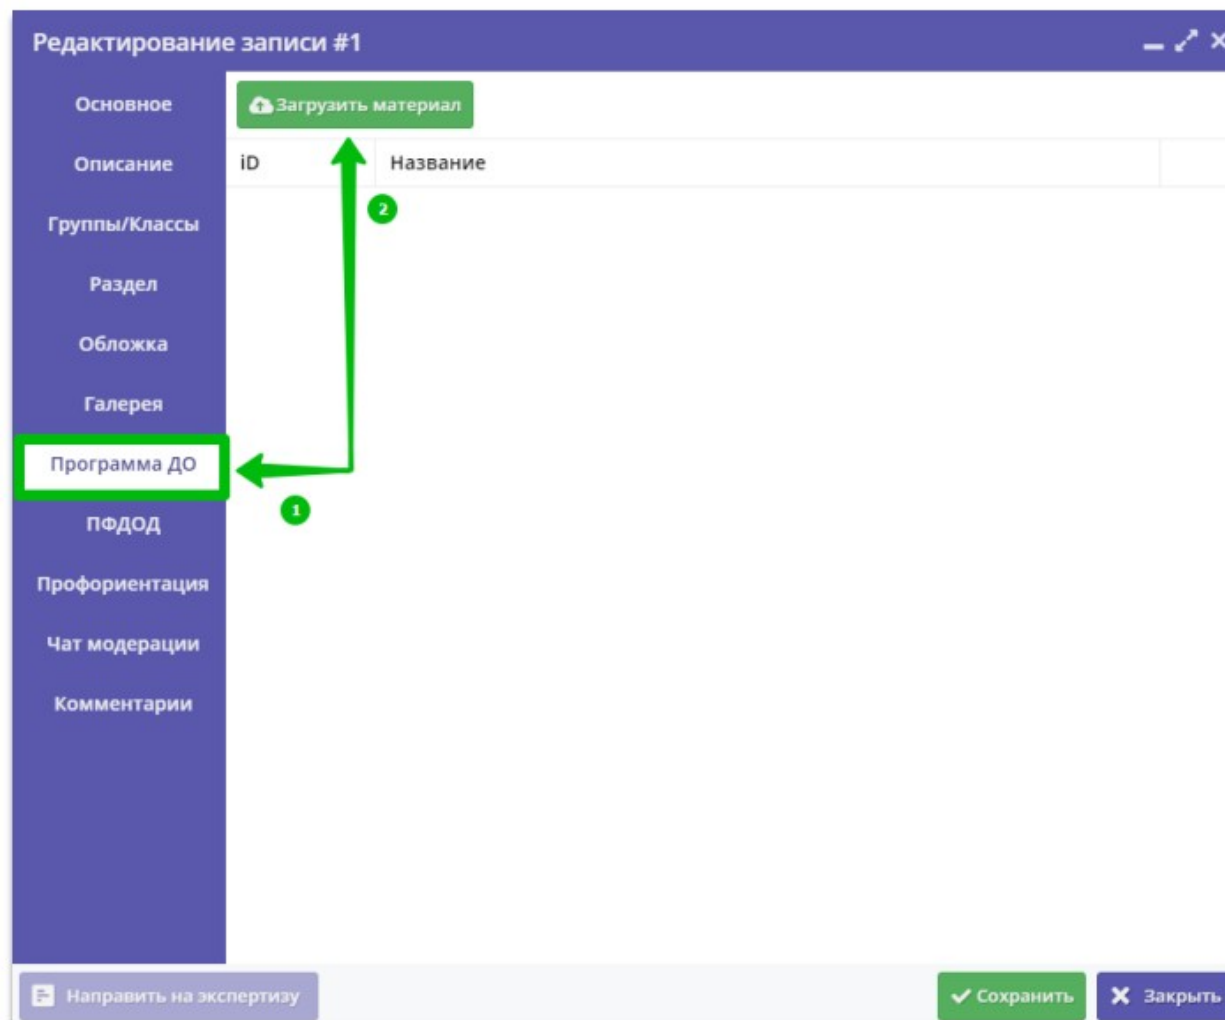 Редактирование записи #1
Основное
Загрузить материал
Описание
iD
Название
2
Группы/Классы
Раздел
Обложка
Галерея
Программа ДО
1
ПФДОД
Профориентация
Чат модерации
Комментарии
Направить на экспертизу
Сохранить
Закрыть